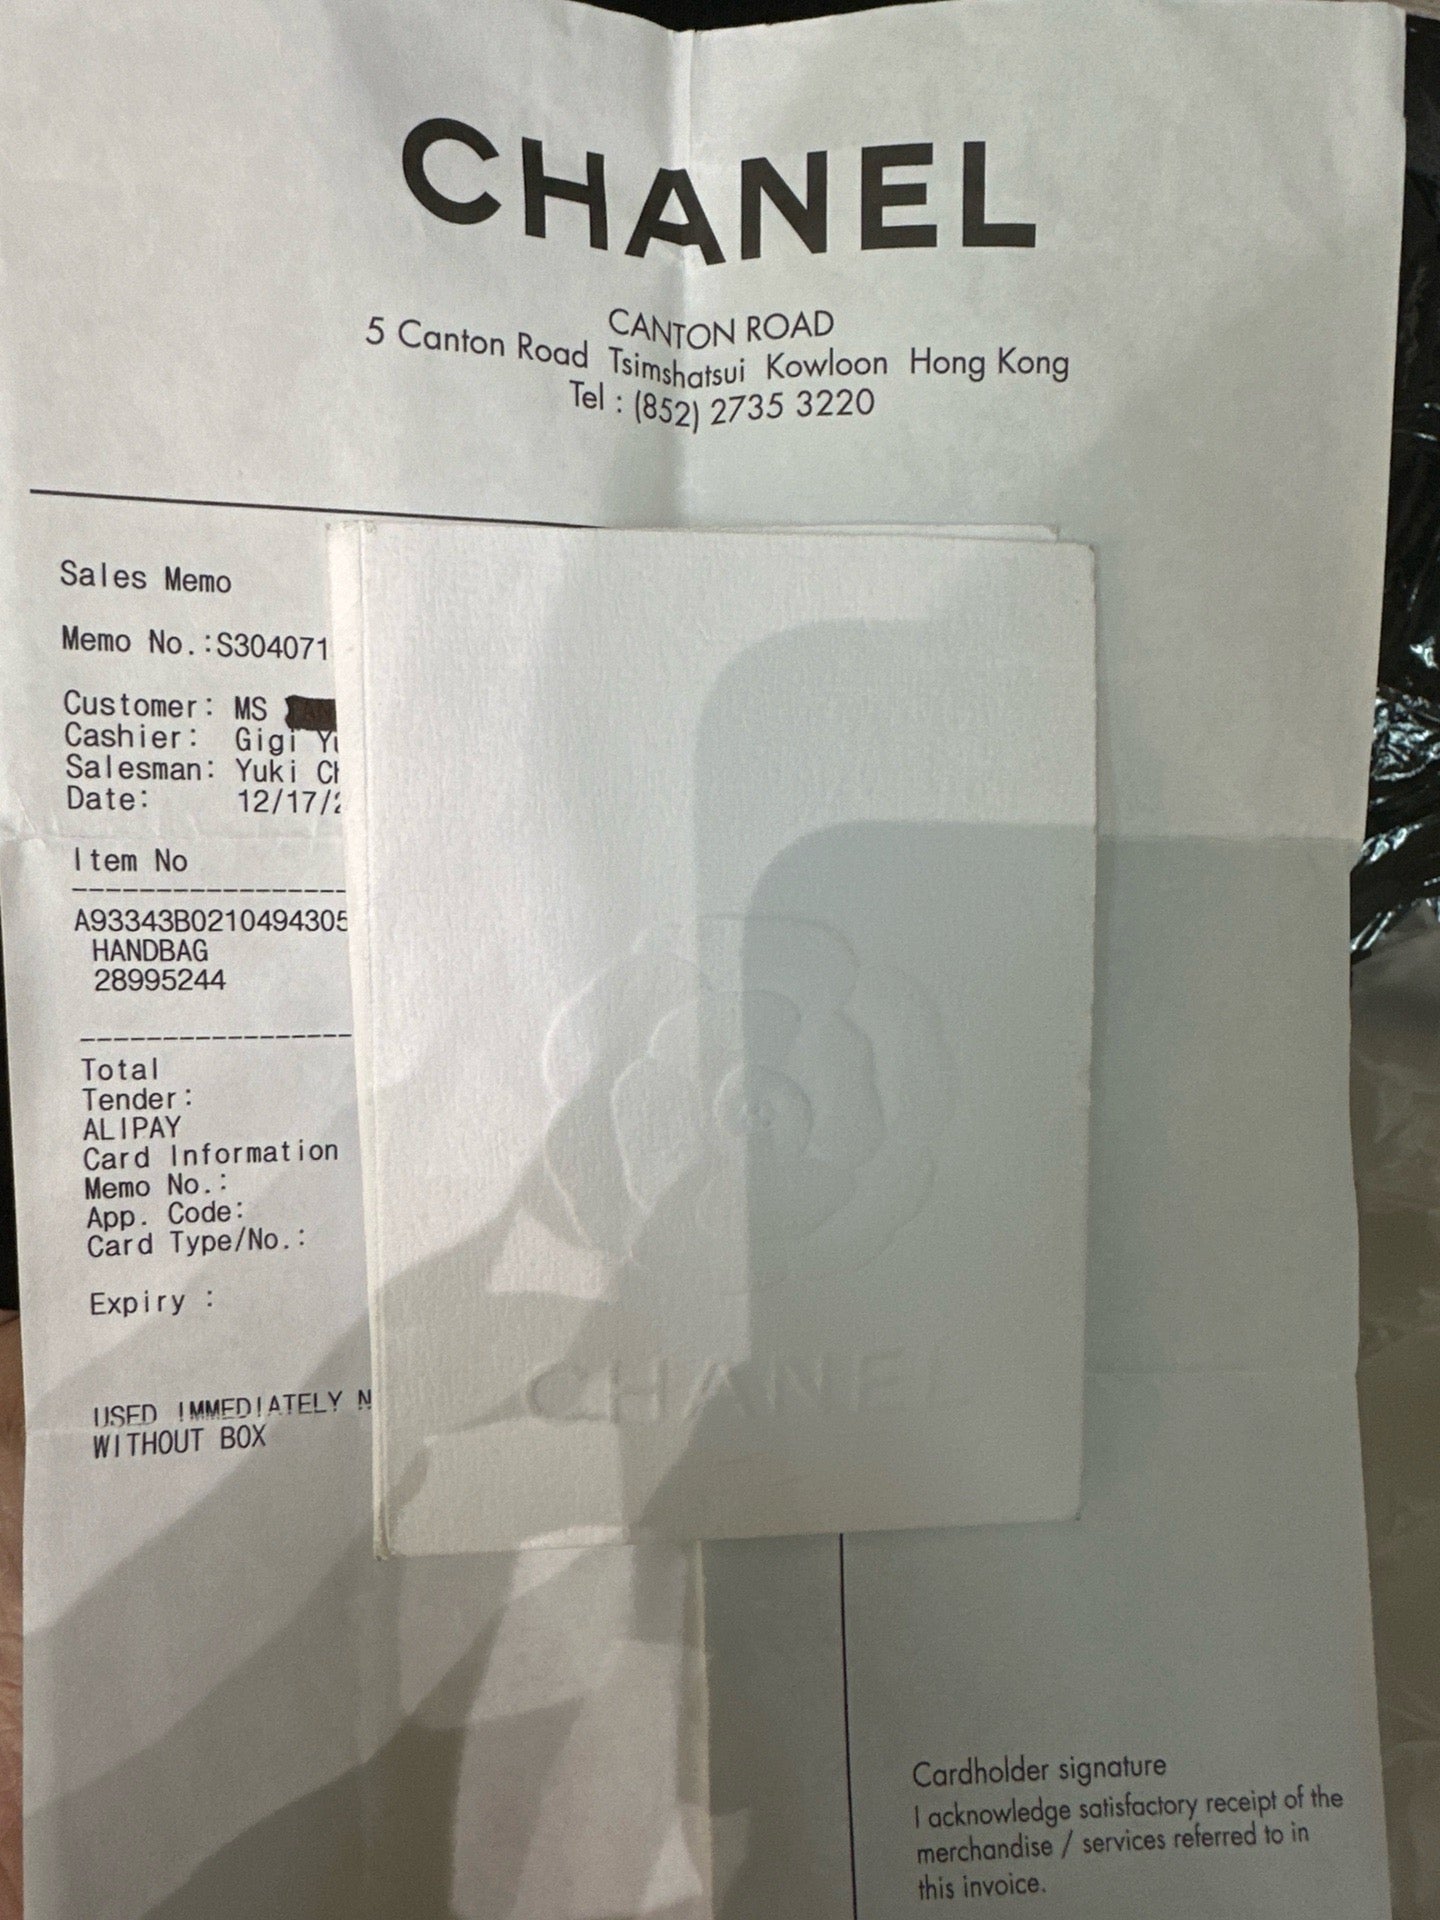 CHANEL
CANTON ROAD
5 Canton Road Tsimshatsui Kowloon Hong Kong
Tel : (852) 2735 3220
Sales Memo
Memo No.:S304071
Customer: MS
Cashier: Gigi
Salesman: Yuki
Date: 12/17/
Item No
A93343B0210494305
HANDBAG
28995244
Total
Tender:
ALIPAY
Card Information
Memo No.:
App. Code:
Card Type/No.:
Expiry :
USED IMMEDIATELY N
WITHOUT BOX
CHANEL
Cardholder signature
I acknowledge satisfactory receipt of the
merchandise / services referred to in
this invoice.